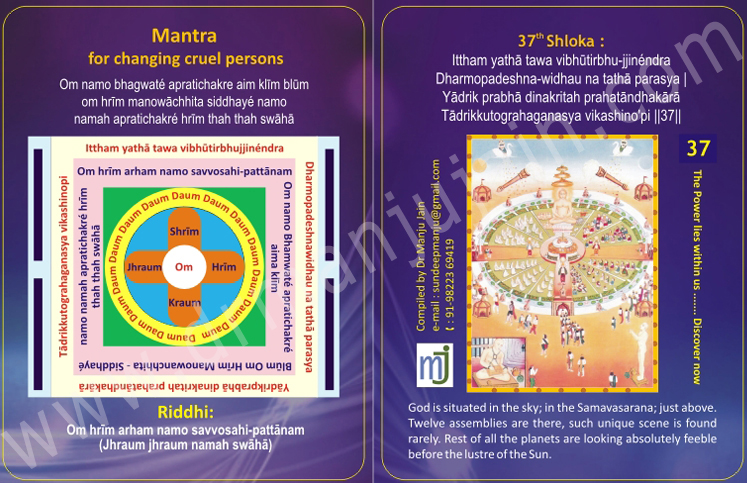 Mantra
for changing cruel persons
Om namo bhagwaté apratichakre aim klīm blūm
om hrīm manowāchhita siddhayé namo
namah apratichakré hrīm thah thah swāhā
Ittham yathā tawa vibhūtirbhujjinéndra
Dharmopadeshnawidhau na tathā parasya
Yādrikprabhā dinakritah prahatāndhakārā
Tādrikkutograhaganasya vikashinopi
Om hrīm arham namo savvosahi-pattānam
Om namo Bhamwaté apratichakré
aima klīm
Blūm Om Hrīm - Manowachhita Siddhayé
namo namah apratichakré hrīm
thah thah swāhā
Daum Daum Daum Daum Daum Daum Daum Daum Daum Daum Daum Daum Daum Daum Daum Daum
Shrīm
Jhraum Om Hrīm
Kraum
Riddhi:
Om hrīm arham namo savvosahi-pattānam
(Jhraum jhraum namah swāhā)
37th Shloka :
Ittham yathā tawa vibhūtirbhu-jjinéndra
Dharmopadeshna-widhau na tathā parasya |
Yādrik prabhā dinakritah prahatāndhakārā
Tādrikkutograhaganasya vikashino'pi ||37||
Compiled by Dr Manju Jain
e-mail : sundeepmanju@gmail.com
t : 91-98223 69419
mj
37
The Power lies within us ....... Discover now
God is situated in the sky; in the Samavasarana; just above.
Twelve assemblies are there, such unique scene is found
rarely. Rest of all the planets are looking absolutely feeble
before the lustre of the Sun.
www.drmanjujain.com